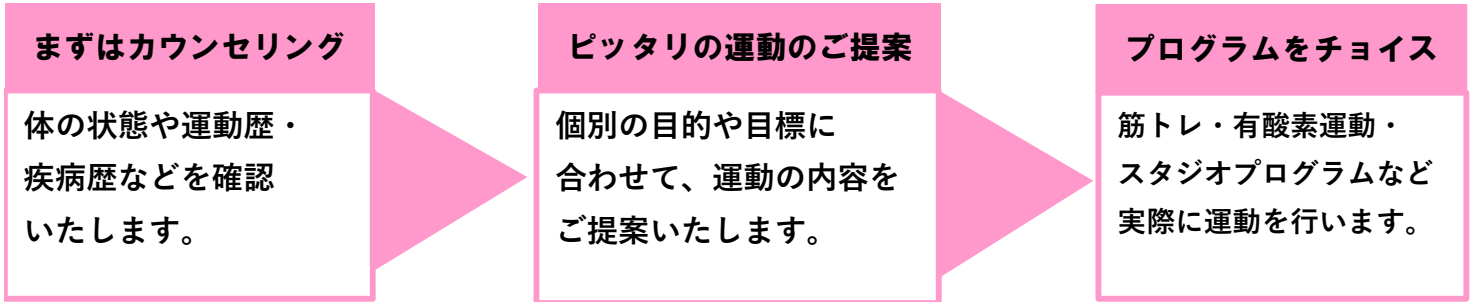 まずはカウンセリング
体の状態や運動歴・
疾病歴などを確認
いたします。
ピッタリの運動のご提案
個別の目的や目標に
合わせて、運動の内容を
ご提案いたします。
プログラムをチョイス
筋トレ・有酸素運動・
スタジオプログラムなど
実際に運動を行います。